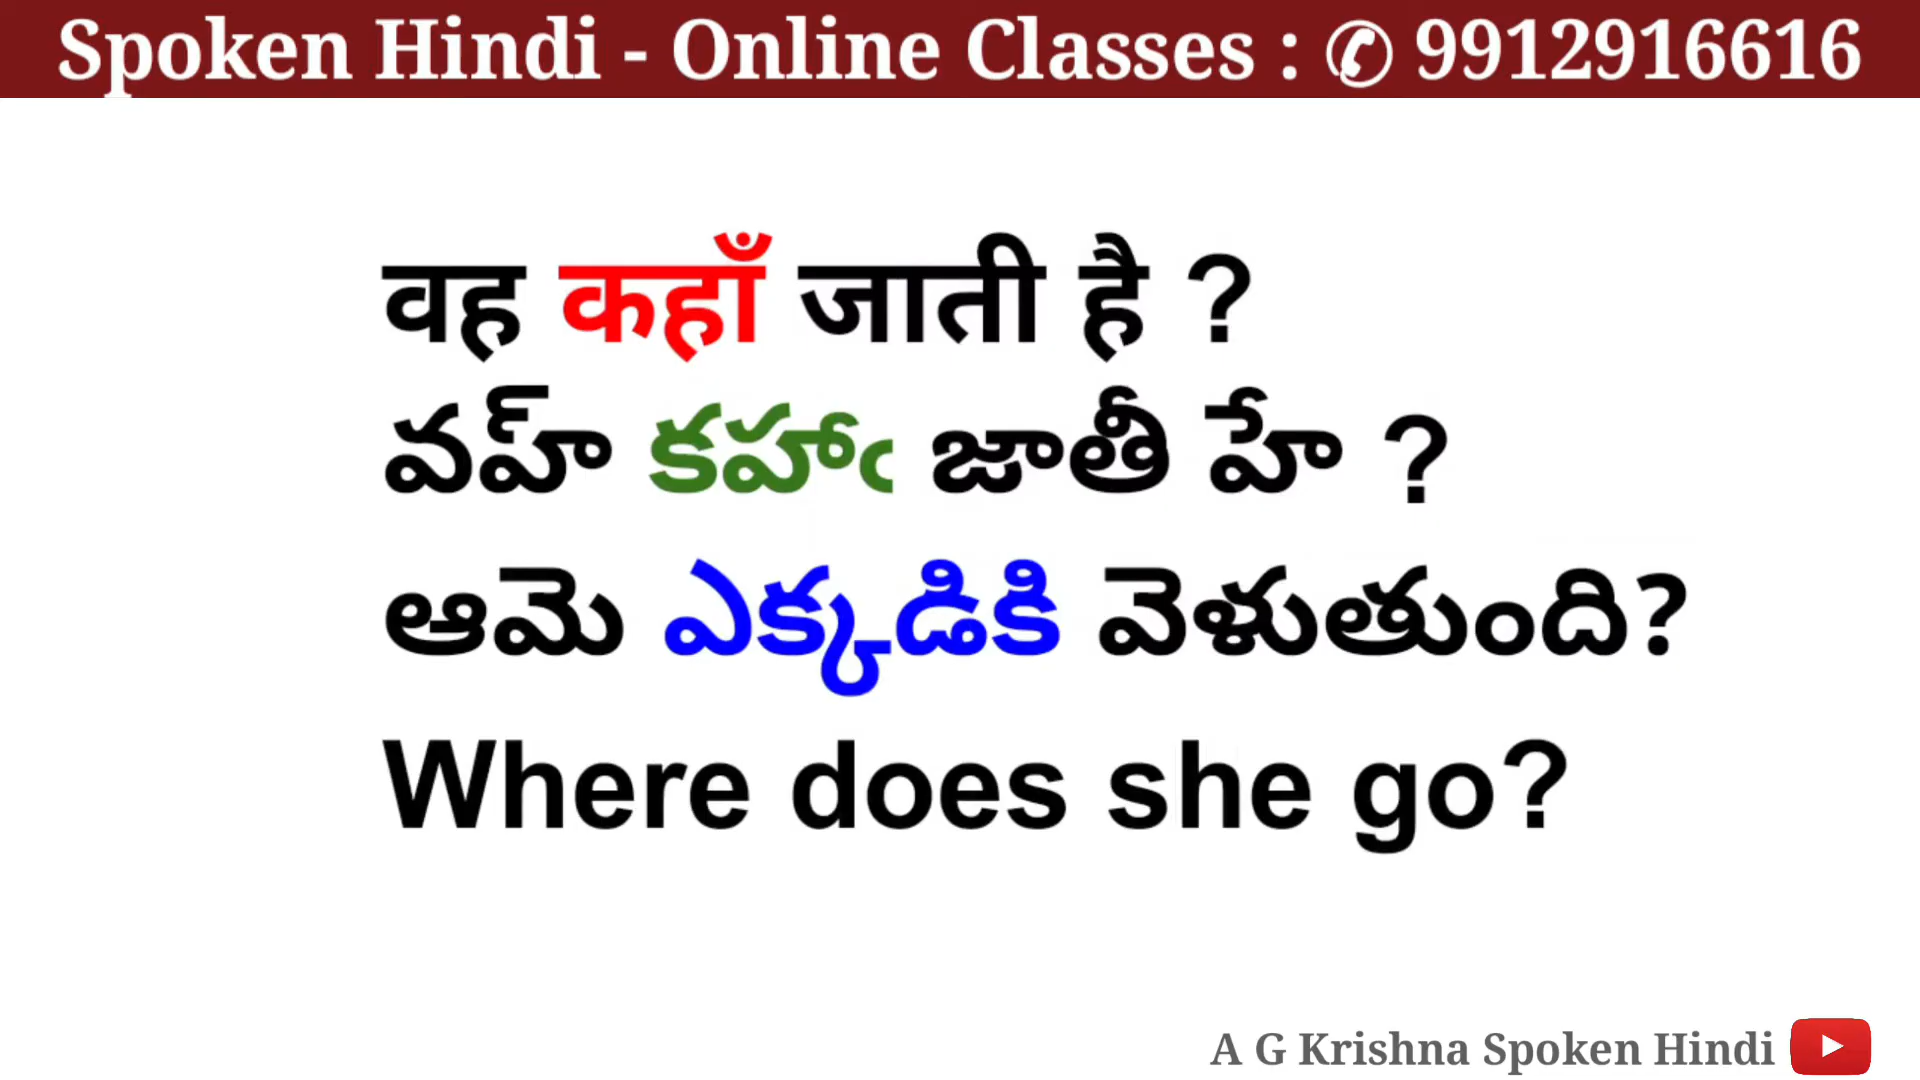 Spoken Hindi - Online Classes : ✆ 9912916616
वह कहाँ जाती है ?
వహ్ కహాఁ జాతీ హే ?
ఆమె ఎక్కడికి వెళుతుంది?
Where does she go?
A G Krishna Spoken Hindi